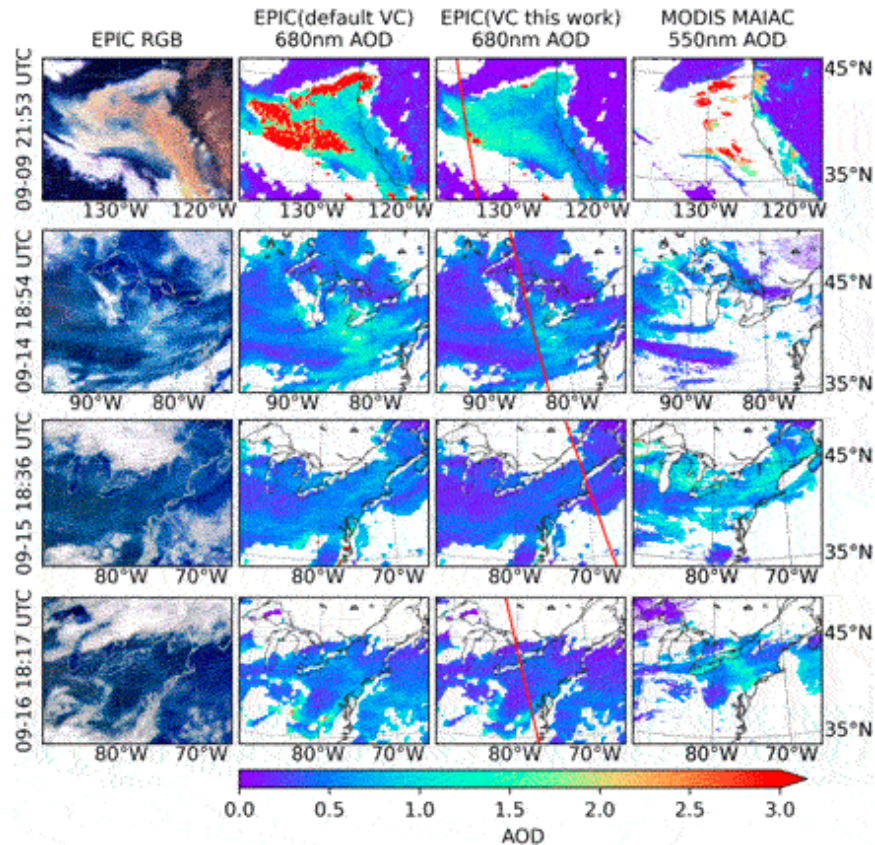 EPIC RGB
EPIC(default VC)
680nm AOD
EPIC(VC this work)
680nm AOD
MODIS MAIAC
550nm AOD
09-09 21:53 UTC
45°N
35°N
130°W 120°W 130°W 120°W 130°W 120°W 130°W 120°W
09-14 18:54 UTC
45°N
35°N
90°W 80°W 90°W 80°W 90°W 80°W 90°W 80°W
09-15 18:36 UTC
45°N
35°N
80°W 70°W 80°W 70°W 80°W 70°W 80°W 70°W
09-16 18:17 UTC
45°N
35°N
80°W 70°W 80°W 70°W 80°W 70°W 80°W 70°W
0.0 0.5 1.0 1.5 2.0 2.5 3.0
AOD